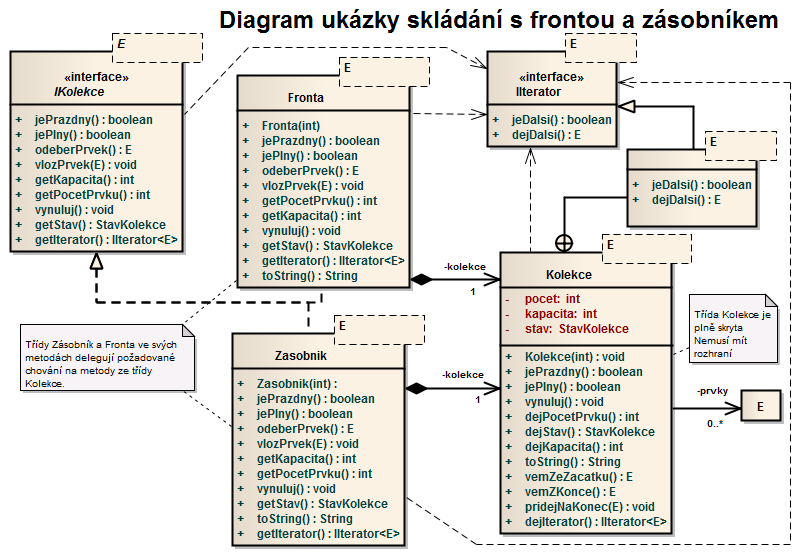 Diagram ukázky skládání s frontou a zásobníkem
E
«interface»
IKolekce
+ jePrazdny() : boolean
+ jePlny() : boolean
+ odeberPrvek() : E
+ vlozPrvek(E) : void
+ getKapacita() : int
+ getPocetPrvku() : int
+ vynuluj() : void
+ getStav() : StavKolekce
+ getIterator() : IIterator<E>
E
Fronta
+ Fronta(int)
+ jePrazdny() : boolean
+ jePlny() : boolean
+ odeberPrvek() : E
+ vlozPrvek(E) : void
+ getPocetPrvku() : int
+ getKapacita() : int
+ vynuluj() : void
+ getStav() : StavKolekce
+ getIterator() : IIterator<E>
+ toString() : String
E
«interface»
IIterator
+ jeDalsi() : boolean
+ dejDalsi() : E
E
+ jeDalsi() : boolean
+ dejDalsi() : E
-kolekce
1
E
Kolekce
- pocet: int
- kapacita: int
- stav: StavKolekce
+ Kolekce(int) : void
+ jePrazdny() : boolean
+ jePlny() : boolean
+ vynuluj() : void
+ dejPocetPrvku() : int
+ dejStav() : StavKolekce
+ dejKapacita() : int
+ toString() : String
+ vemZeZacatku() : E
+ vemZKonce() : E
+ pridejNaKonec(E) : void
+ dejIterator() : IIterator<E>
Třída Kolekce je
plně skryta
Nemusí mít
rozhraní
Třídy Zásobník a Fronta ve svých
metodách delegují požadované
chování na metody ze třídy
Kolekce.
E
Zasobnik
+ Zasobnik(int) :
+ jePrazdny() : boolean
+ jePlny() : boolean
+ odeberPrvek() : E
+ vlozPrvek(E) : void
+ getKapacita() : int
+ getPocetPrvku() : int
+ vynuluj() : void
+ getStav() : StavKolekce
+ toString() : String
+ getIterator() : IIterator<E>
-kolekce
1
-prvky
0..*
E